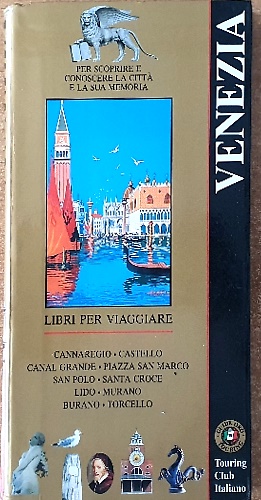 PER SCOPRIRE E
CONOSCERE LA CITTÀ
E LA SUA MEMORIA
VENEZIA
LIBRI PER VIAGGIARE
CANNAREGIO • CASTELLO
CANAL GRANDE • PIAZZA SAN MARCO
SAN POLO • SANTA CROCE
LIDO • MURANO
BURANO • TORCELLO
Touring
Club
Italiano